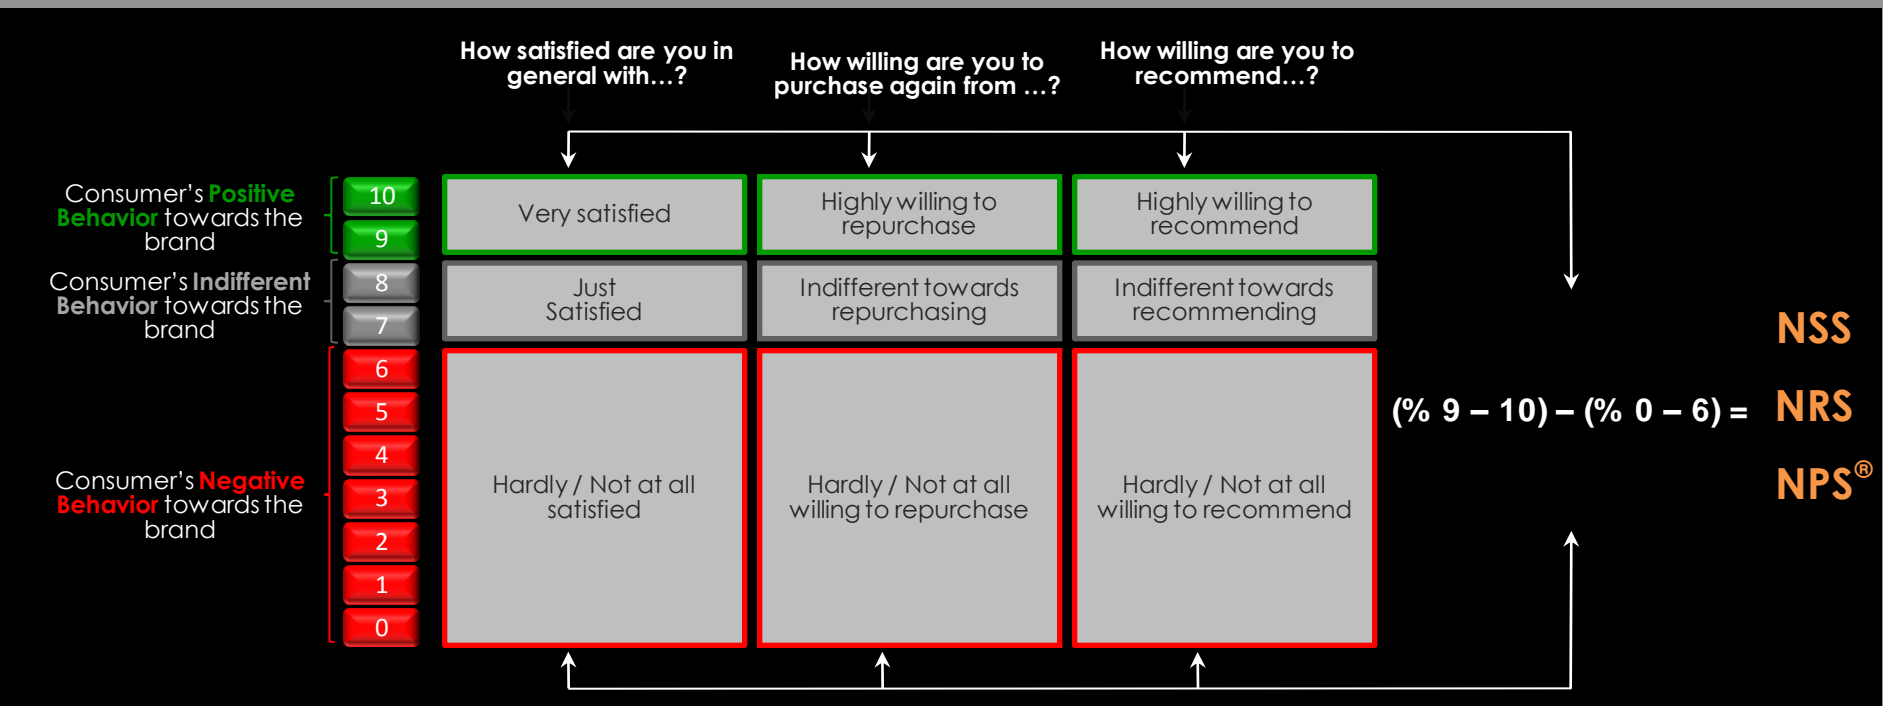 How satisfied are you in
general with…?
How willing are you to
purchase again from …?
How willing are you to
recommend…?
Consumer's Positive
Behavior towards the
brand
10
9
Very satisfied
Highly willing to
repurchase
Highly willing to
recommend
Consumer's Indifferent
Behavior towards the
brand
8
7
Just
Satisfied
Indifferent towards
repurchasing
Indifferent towards
recommending
Consumer's Negative
Behavior towards the
brand
6
5
4
3
2
1
0
Hardly / Not at all
satisfied
Hardly / Not at all
willing to repurchase
Hardly / Not at all
willing to recommend
(% 9 – 10) – (% 0 – 6) =
NSS
NRS
NPS®